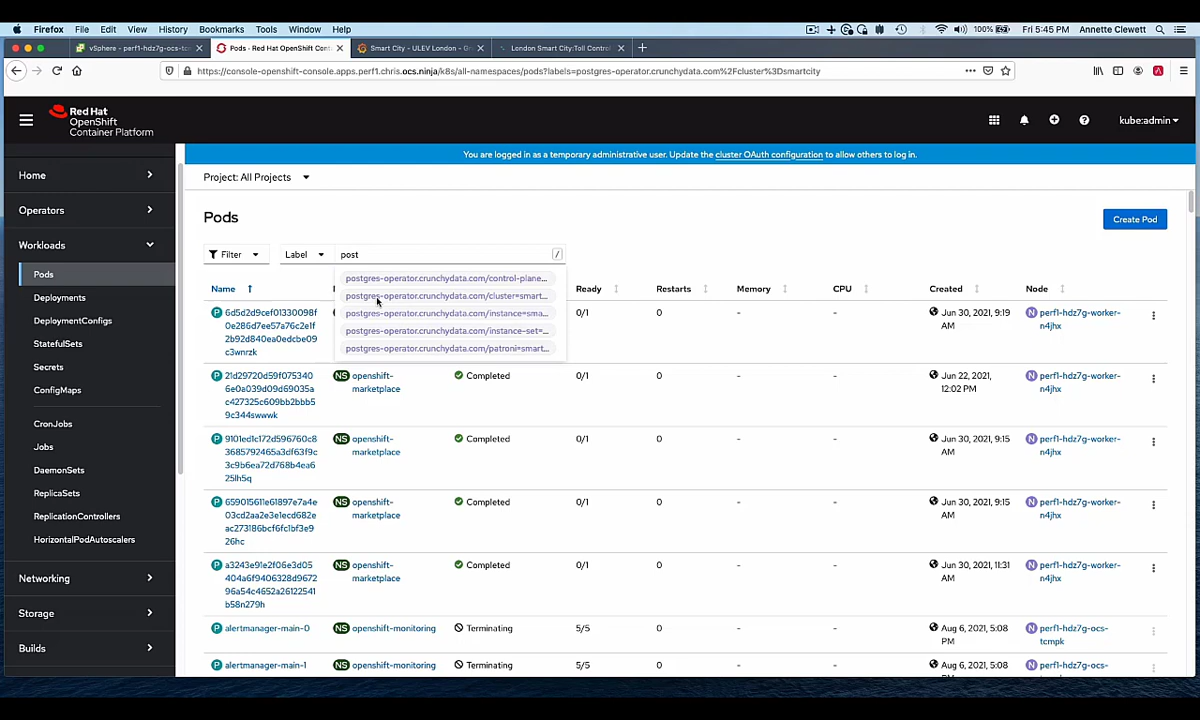 Firefox File Edit View History Bookmarks Tools Window Help
100% Fri 5:45 PM Annette Clewett
vSphere - perf1-hdz7g-ocs-tcm
Pods - Red Hat OpenShift Cont
Smart City - ULEV London - Gr
London Smart City:Toll Control
https://console-openshift-console.apps.perf1.chris.ocs.ninja/k8s/all-namespaces/pods?labels=postgres-operator.crunchydata.com%2Fcluster%3Dsmartcity
Red Hat
OpenShift
Container Platform
kube:admin
You are logged in as a temporary administrative user. Update the cluster OAuth configuration to allow others to log in.
Home
Operators
Workloads
Pods
Deployments
DeploymentConfigs
StatefulSets
Secrets
ConfigMaps
CronJobs
Jobs
DaemonSets
ReplicaSets
ReplicationControllers
HorizontalPodAutoscalers
Networking
Storage
Builds
Project: All Projects
Pods
Create Pod
Filter Label post /
postgres-operator.crunchydata.com/control-plane...
postgres-operator.crunchydata.com/cluster=smart...
postgres-operator.crunchydata.com/instance=sma...
postgres-operator.crunchydata.com/instance-set=...
postgres-operator.crunchydata.com/patroni=smart...
Name Ready Restarts Memory CPU Created Node
P 6d5d2d9cef01330098f 0/1 0 - - Jun 30, 2021, 9:19 N perf1-hdz7g-worker-
0e286d7ee57a76c2e1f AM n4jhx
2b92d840ea0edcbe09
c3wnrzk
P 21d29720d59f075340 NS openshift- Completed 0/1 0 - - Jun 22, 2021, N perf1-hdz7g-worker-
6e0a039d09d69035a marketplace 12:02 PM n4jhx
c427325c609bb2bbb5
9c344swwwk
P 9101ed1c172d596760c8 NS openshift- Completed 0/1 0 - - Jun 30, 2021, 9:15 N perf1-hdz7g-worker-
3685792465a3df63f9c marketplace AM n4jhx
3c9b6ea72d768b4ea6
25lh5q
P 659015611e61897e7a4e NS openshift- Completed 0/1 0 - - Jun 30, 2021, 9:15 N perf1-hdz7g-worker-
03cd2aa2e3e1ecd682e marketplace AM n4jhx
ac273186bcf6fc1bf3e9
26hc
P a3243e91e2f06e3d05 NS openshift- Completed 0/1 0 - - Jun 30, 2021, 11:31 N perf1-hdz7g-worker-
404a6f9406328d9672 marketplace AM n4jhx
96a54c4652a26122541
b58n279h
P alertmanager-main-0 NS openshift-monitoring Terminating 5/5 0 - - Aug 6, 2021, 5:08 N perf1-hdz7g-ocs-
PM tcmpk
P alertmanager-main-1 NS openshift-monitoring Terminating 5/5 0 - - Aug 6, 2021, 5:08 N perf1-hdz7g-ocs-